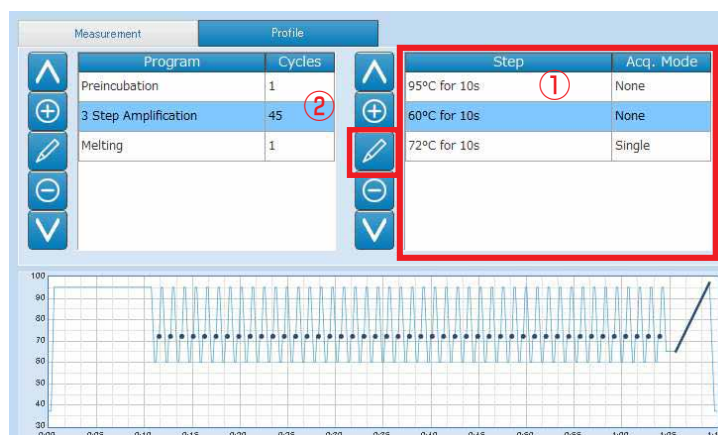 Measurement Profile
Program Cycles Step Acq. Mode
Preincubation 1 95°C for 10s ① None
3 Step Amplification 45 ② 60°C for 10s None
Melting 1 72°C for 10s Single
100
90
80
70
60
50
40
30